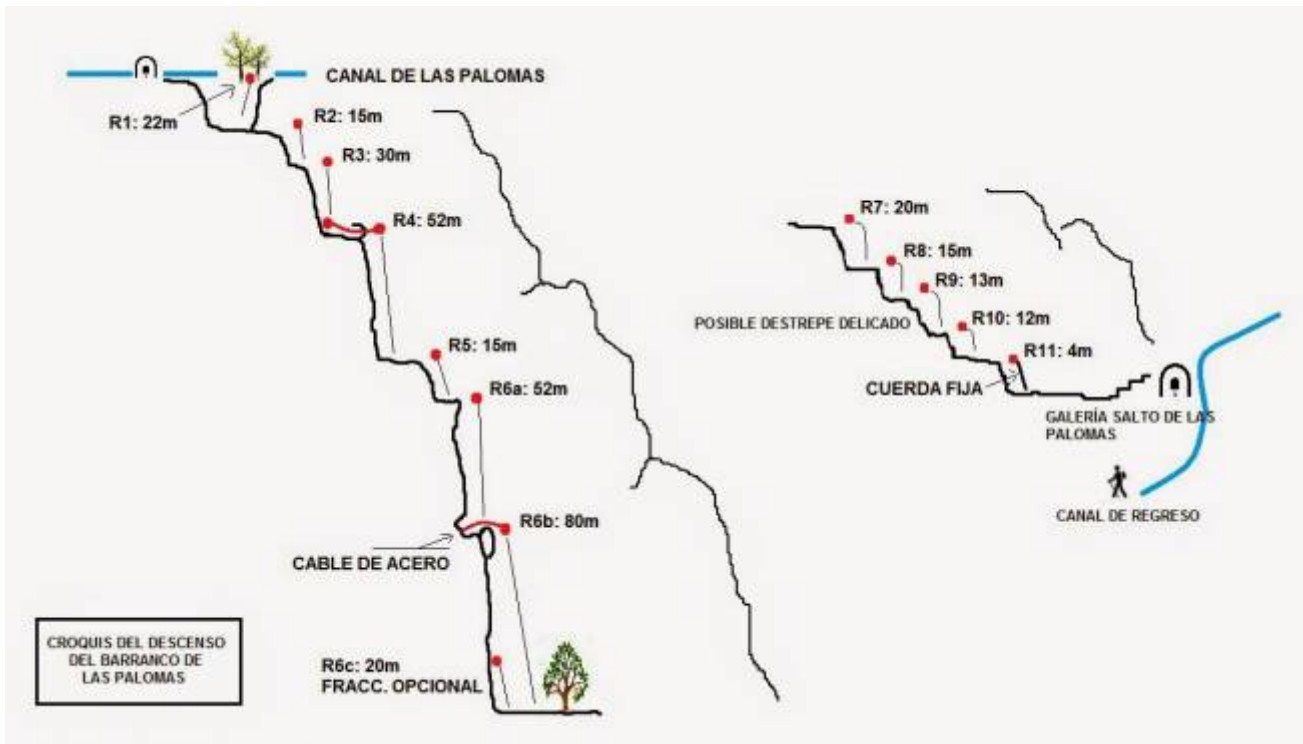 CANAL DE LAS PALOMAS
R1: 22m
R2: 15m
R3: 30m
R4: 52m
R5: 15m
R6a: 52m
R6b: 80m
CABLE DE ACERO
R6c: 20m
FRACC. OPCIONAL
CROQUIS DEL DESCENSO
DEL BARRANCO DE
LAS PALOMAS
R7: 20m
R8: 15m
R9: 13m
POSIBLE DESTREPE DELICADO
R10: 12m
R11: 4m
CUERDA FIJA
GALERÍA SALTO DE LAS
PALOMAS
CANAL DE REGRESO